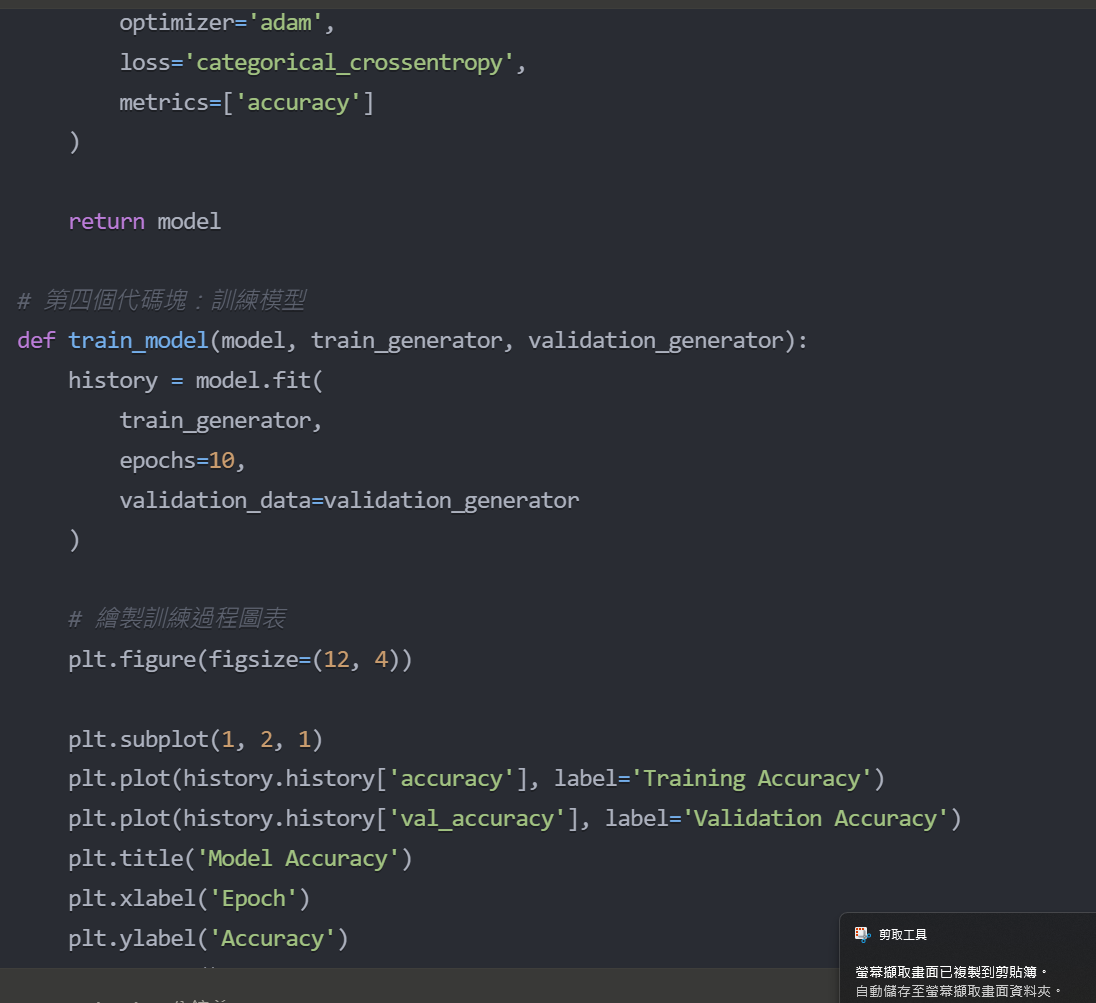 optimizer='adam',
loss='categorical_crossentropy',
metrics=['accuracy']
)
return model
# 第四個代碼塊：訓練模型
def train_model(model, train_generator, validation_generator):
history = model.fit(
train_generator,
epochs=10,
validation_data=validation_generator
)
# 繪製訓練過程圖表
plt.figure(figsize=(12, 4))
plt.subplot(1, 2, 1)
plt.plot(history.history['accuracy'], label='Training Accuracy')
plt.plot(history.history['val_accuracy'], label='Validation Accuracy')
plt.title('Model Accuracy')
plt.xlabel('Epoch')
plt.ylabel('Accuracy')
剪取工具
螢幕擷取畫面已複製到剪貼簿。
自動儲存至螢幕擷取畫面資料夾。